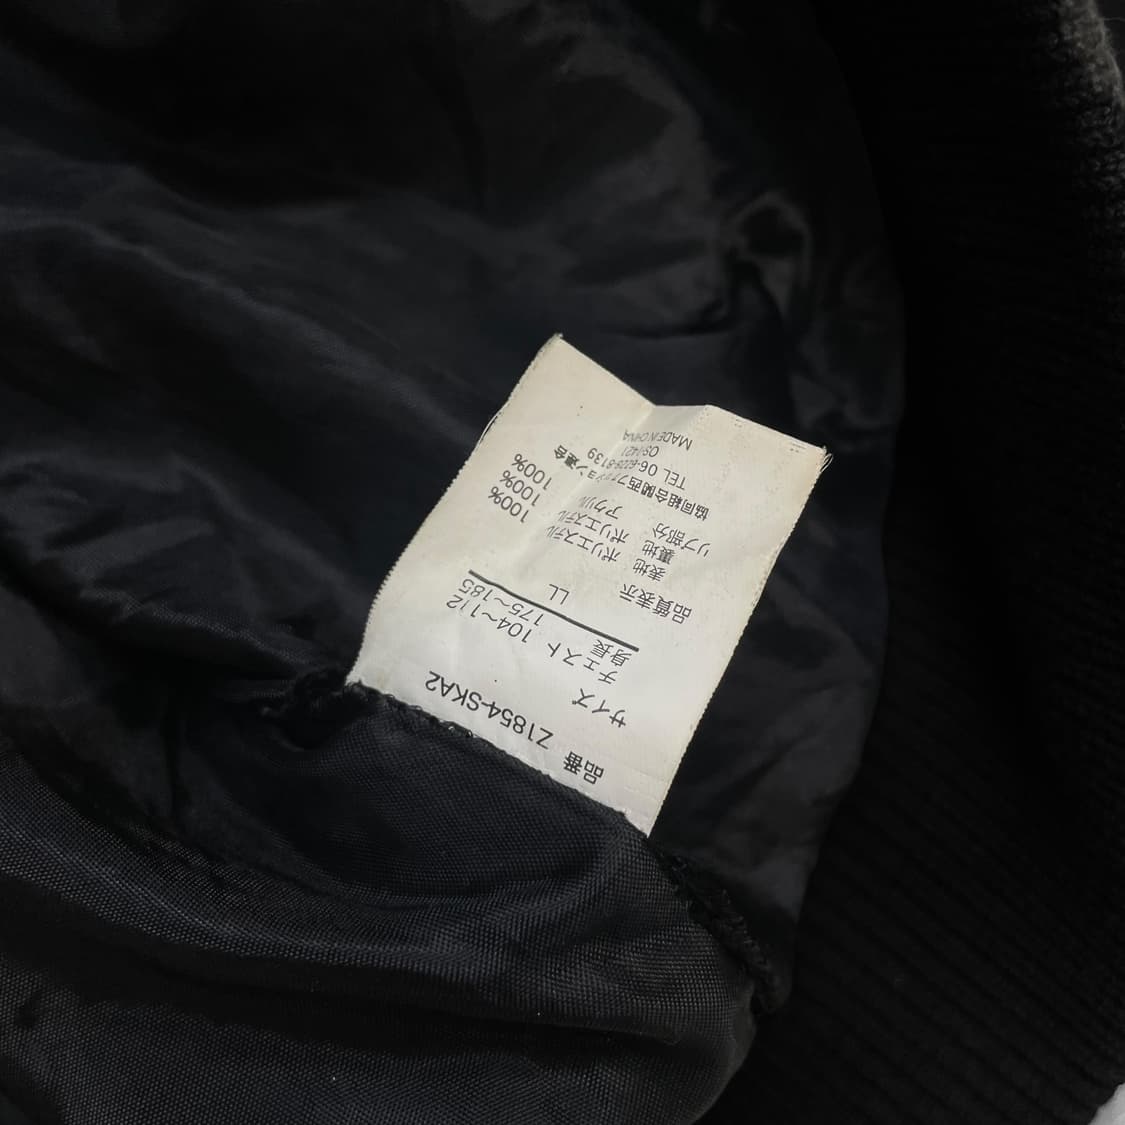 品番 Z1854-SKA2
サイズ
チェスト 104～112
身長 175～185
LL
品質表示
表地 ポリエステル 100%
裏地 ポリエステル 100%
リブ部分 アクリル 100%
協同組合関西ファッション連合
TEL 06-6228-8139
MADE IN CHINA